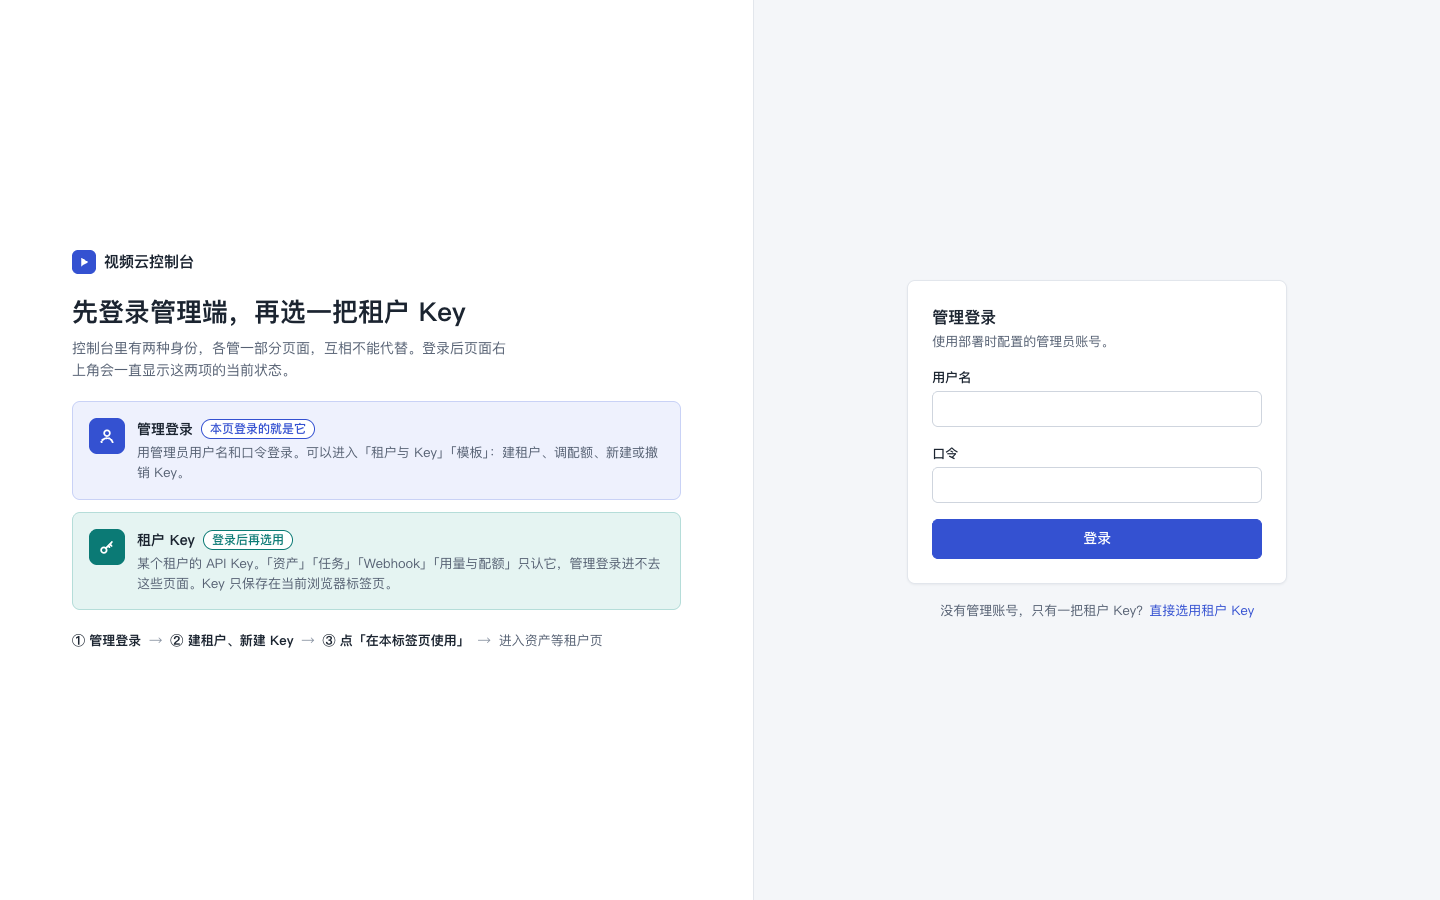 视频云控制台
先登录管理端，再选一把租户 Key
控制台里有两种身份，各管一部分页面，互相不能代替。登录后页面右
上角会一直显示这两项的当前状态。
管理登录 本页登录的就是它
用管理员用户名和口令登录。可以进入「租户与 Key」「模板」：建租户、调配额、新建或撤
销 Key。
租户 Key 登录后再选用
某个租户的 API Key。「资产」「任务」「Webhook」「用量与配额」只认它，管理登录进不去
这些页面。Key 只保存在当前浏览器标签页。
① 管理登录 → ② 建租户、新建 Key → ③ 点「在本标签页使用」 → 进入资产等租户页
管理登录
使用部署时配置的管理员账号。
用户名
口令
登录
没有管理账号，只有一把租户 Key？直接选用租户 Key